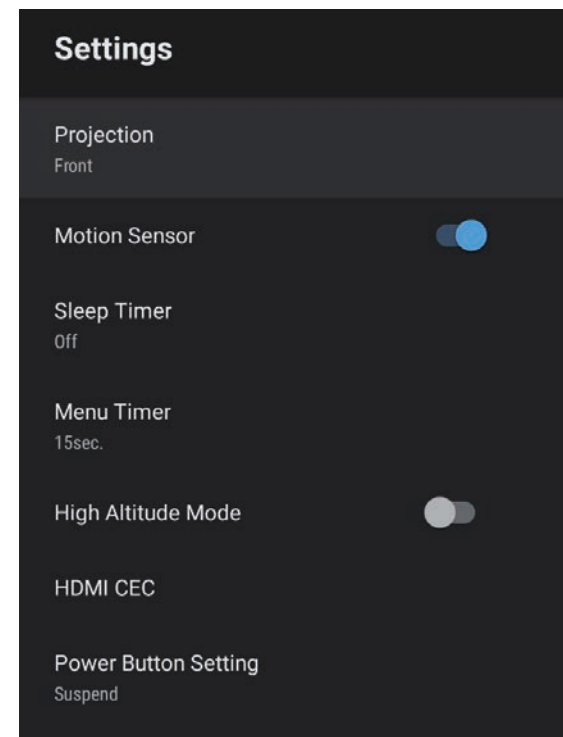 Settings
Projection
Front
Motion Sensor
Sleep Timer
Off
Menu Timer
15sec.
High Altitude Mode
HDMI CEC
Power Button Setting
Suspend